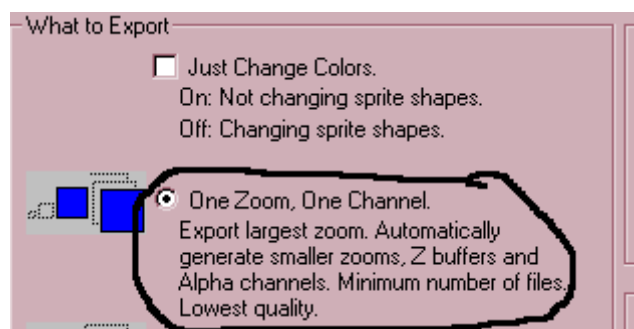 What to Export
Just Change Colors.
On: Not changing sprite shapes.
Off: Changing sprite shapes.
One Zoom, One Channel.
Export largest zoom. Automatically
generate smaller zooms, Z buffers and
Alpha channels. Minimum number of files.
Lowest quality.